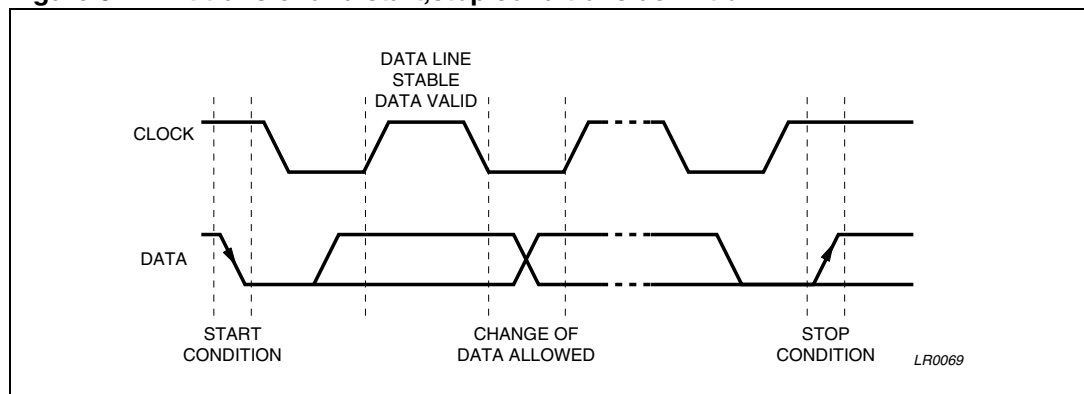 DATA LINE
STABLE
DATA VALID
CLOCK
DATA
START
CONDITION
CHANGE OF
DATA ALLOWED
STOP
CONDITION
LR0069